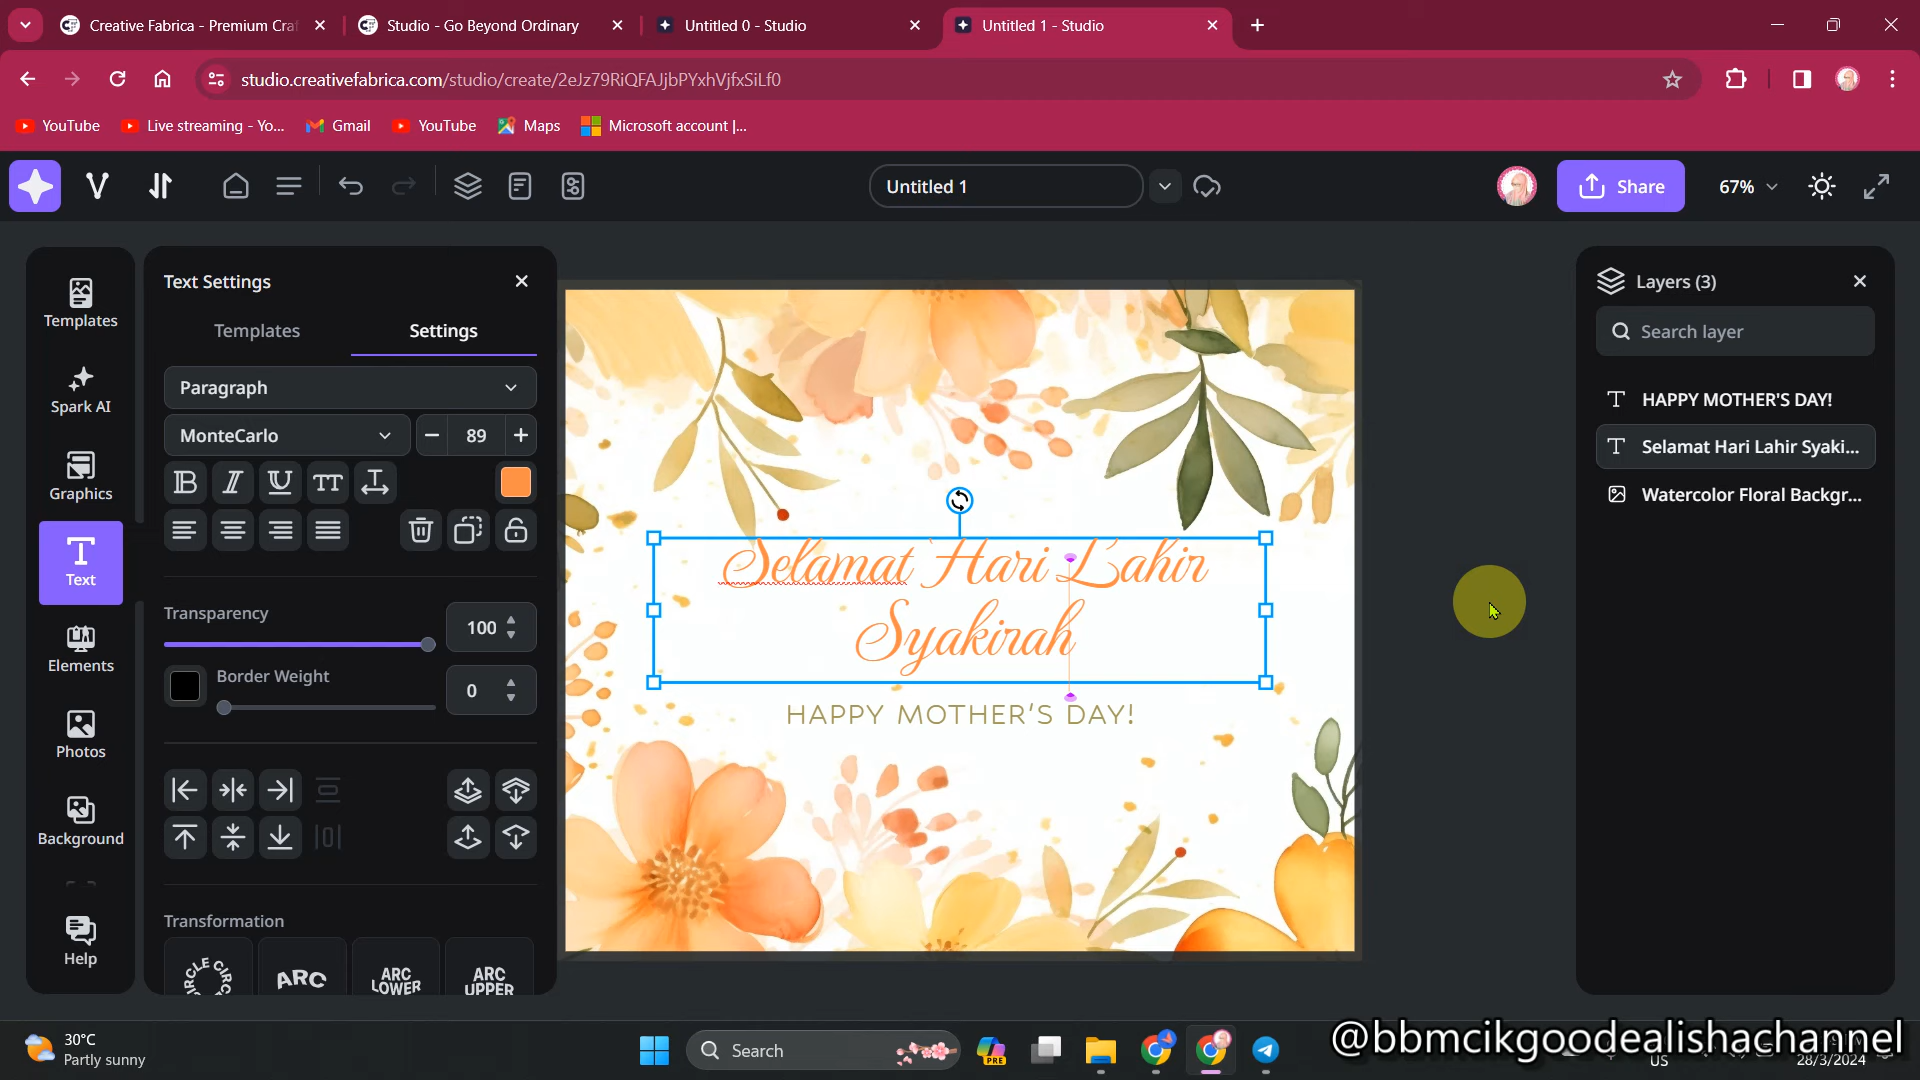 Creative Fabrica - Premium Cra
Studio - Go Beyond Ordinary
Untitled 0 - Studio
Untitled 1 - Studio
studio.creativefabrica.com/studio/create/2eJz79RiQFAJjbPYxhVjfxSiLf0
YouTube
Live streaming - Yo...
Gmail
YouTube
Maps
Microsoft account |...
Untitled 1
Share
67%
Templates
Spark AI
Graphics
Text
Elements
Photos
Background
Help
Text Settings
Templates
Settings
Paragraph
MonteCarlo
89
Transparency
100
Border Weight
0
Transformation
CIRCLE CIRC
ARC
ARC
LOWER
ARC
UPPER
Selamat Hari Lahir
Syakirah
HAPPY MOTHER'S DAY!
Layers (3)
Search layer
HAPPY MOTHER'S DAY!
Selamat Hari Lahir Syaki...
Watercolor Floral Backgr...
30°C
Partly sunny
Search
PRE
@bbmcikgoodealishachannel
US
28/3/2024